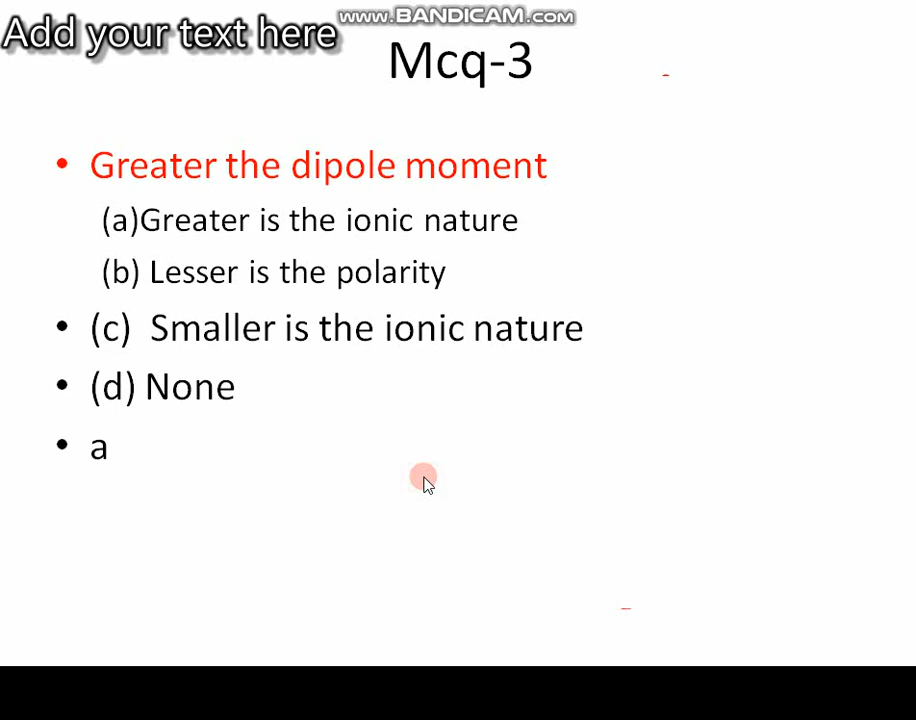 www.BANDICAM.com
Add your text here
Mcq-3
• Greater the dipole moment
(a)Greater is the ionic nature
(b) Lesser is the polarity
• (c) Smaller is the ionic nature
• (d) None
• a